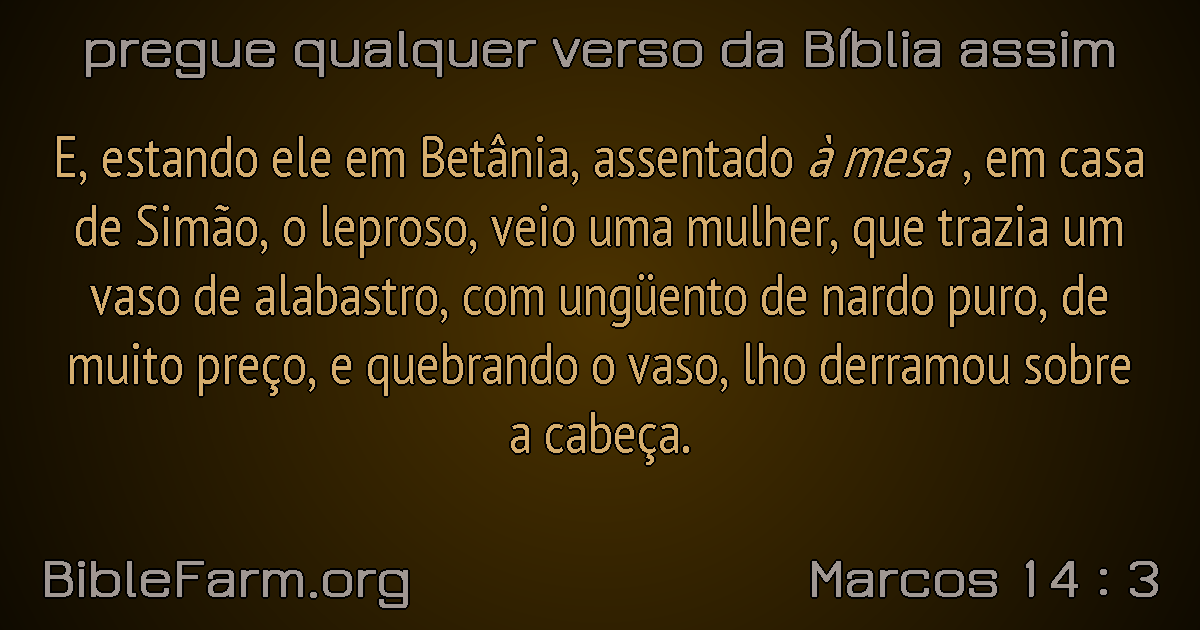 pregue qualquer verso da Bíblia assim
E, estando ele em Betânia, assentado à mesa , em casa
de Simão, o leproso, veio uma mulher, que trazia um
vaso de alabastro, com ungüento de nardo puro, de
muito preço, e quebrando o vaso, lho derramou sobre
a cabeça.
BibleFarm.org
Marcos 14 : 3